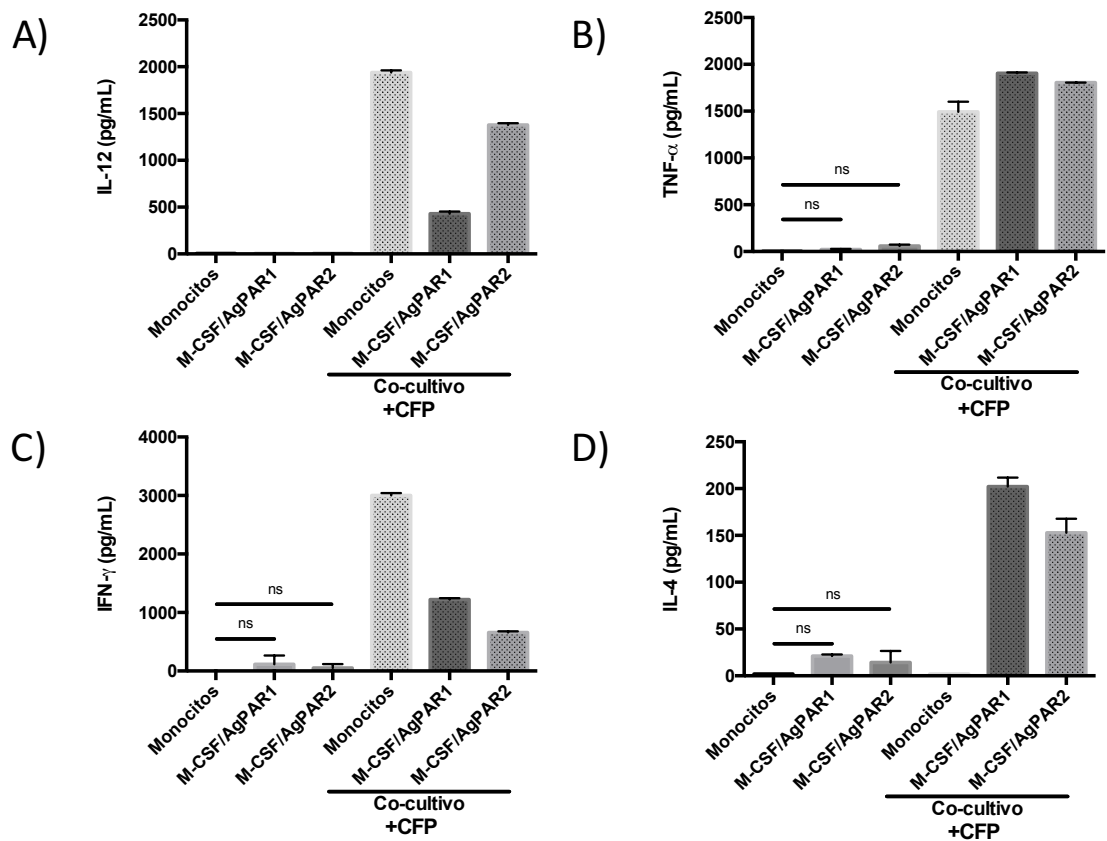 A)
IL-12 (pg/mL)
2500
2000
1500
1000
500
0
Monocitos
M-CSF/AgPAR1
M-CSF/AgPAR2
Monocitos
M-CSF/AgPAR1
M-CSF/AgPAR2
Co-cultivo
+CFP
B)
TNF-α (pg/mL)
2500
2000
1500
1000
500
0
ns
ns
Monocitos
M-CSF/AgPAR1
M-CSF/AgPAR2
Monocitos
M-CSF/AgPAR1
M-CSF/AgPAR2
Co-cultivo
+CFP
C)
IFN-γ (pg/mL)
4000
3000
2000
1000
0
ns
ns
Monocitos
M-CSF/AgPAR1
M-CSF/AgPAR2
Monocitos
M-CSF/AgPAR1
M-CSF/AgPAR2
Co-cultivo
+CFP
D)
IL-4 (pg/mL)
250
200
150
100
50
0
ns
ns
Monocitos
M-CSF/AgPAR1
M-CSF/AgPAR2
Monocitos
M-CSF/AgPAR1
M-CSF/AgPAR2
Co-cultivo
+CFP